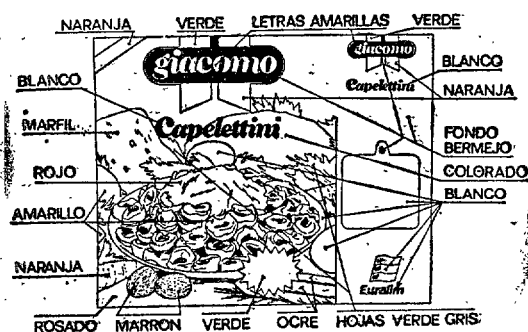 NARANJA VERDE LETRAS AMARILLAS VERDE
giacomo giacomo
BLANCO
Capelettini
BLANCO
NARANJA
MARFIL
Capelettini
FONDO BERMEJO
ROJO
COLORADO
BLANCO
AMARILLO
NARANJA
Euralim
ROSADO MARRON VERDE OCRE HOJAS VERDE GRIS